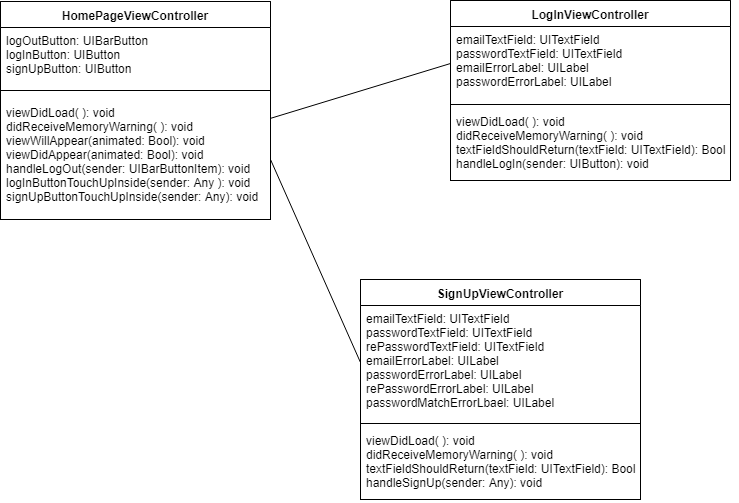 HomePageViewController
logOutButton: UIBarButton
logInButton: UIButton
signUpButton: UIButton
viewDidLoad( ): void
didReceiveMemoryWarning( ): void
viewWillAppear(animated: Bool): void
viewDidAppear(animated: Bool): void
handleLogOut(sender: UIBarButtonItem): void
logInButtonTouchUpInside(sender: Any ): void
signUpButtonTouchUpInside(sender: Any): void
LogInViewController
emailTextField: UITextField
passwordTextField: UITextField
emailErrorLabel: UILabel
passwordErrorLabel: UILabel
viewDidLoad( ): void
didReceiveMemoryWarning( ): void
textFieldShouldReturn(textField: UITextField): Bool
handleLogIn(sender: UIButton): void
SignUpViewController
emailTextField: UITextField
passwordTextField: UITextField
rePasswordTextField: UITextField
emailErrorLabel: UILabel
passwordErrorLabel: UILabel
rePasswordErrorLabel: UILabel
passwordMatchErrorLbael: UILabel
viewDidLoad( ): void
didReceiveMemoryWarning( ): void
textFieldShouldReturn(textField: UITextField): Bool
handleSignUp(sender: Any): void